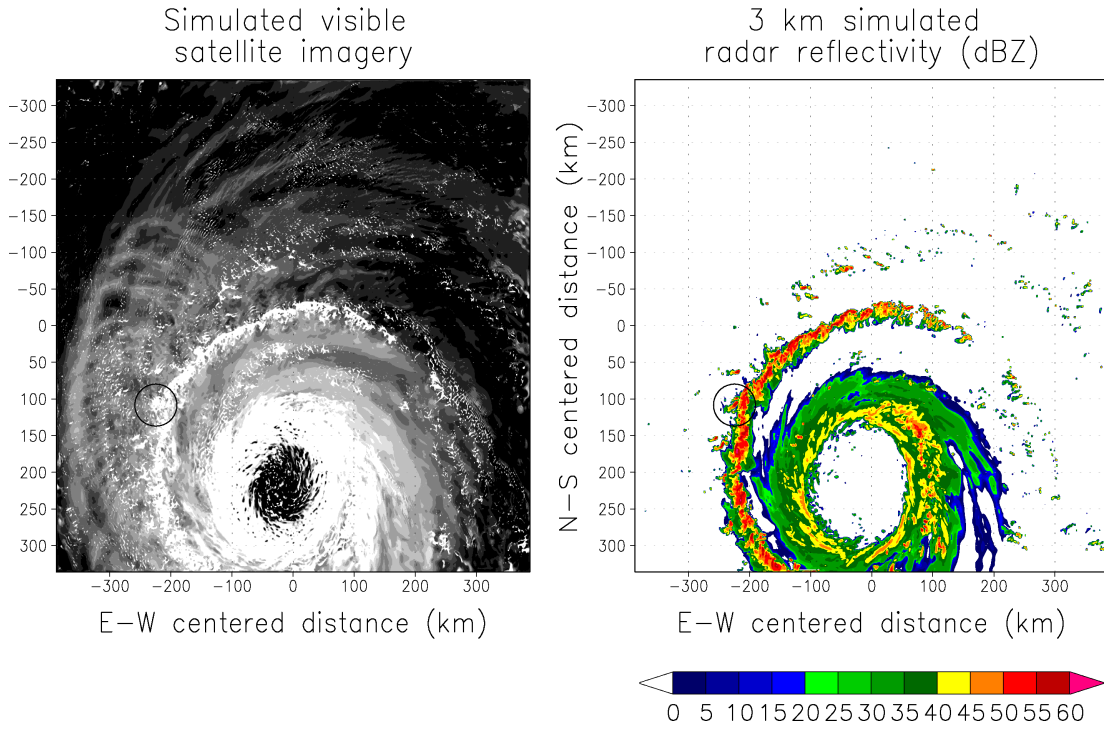 Simulated visible
satellite imagery
3 km simulated
radar reflectivity (dBZ)
−300
−250
−200
−150
−100
−50
0
50
100
150
200
250
300
−300 −200 −100 0 100 200 300
E−W centered distance (km)
N−S centered distance (km)
−300
−250
−200
−150
−100
−50
0
50
100
150
200
250
300
−300 −200 −100 0 100 200 300
E−W centered distance (km)
0 5 10 15 20 25 30 35 40 45 50 55 60